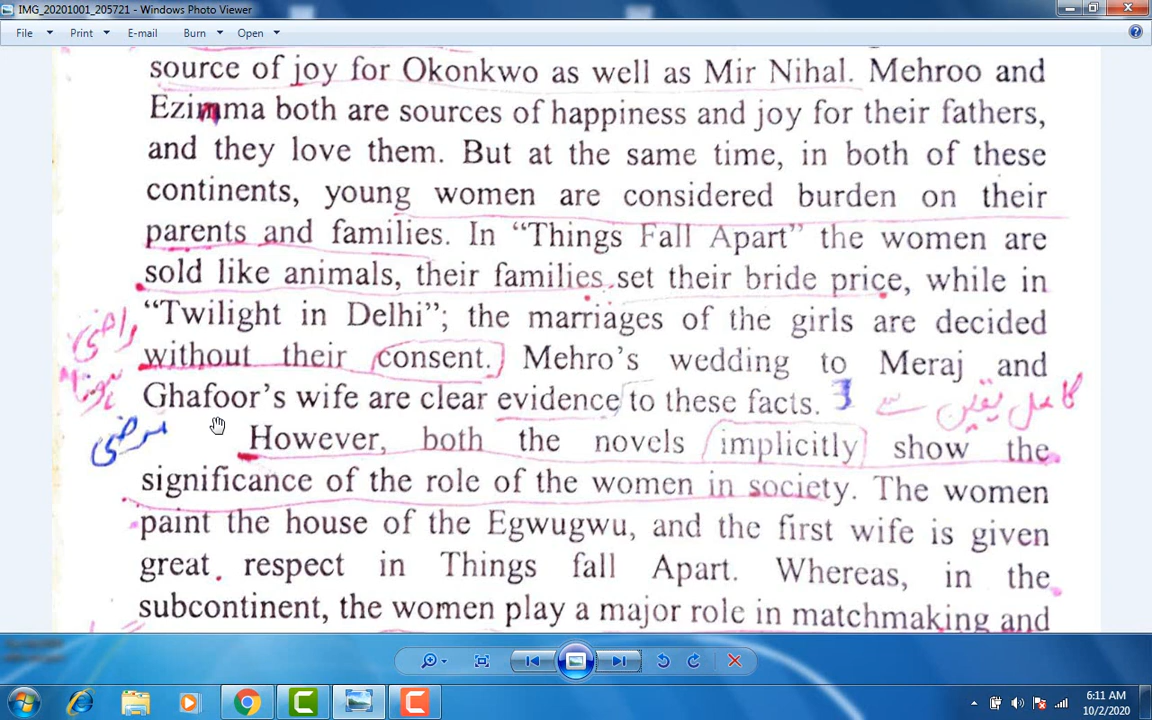 IMG_20201001_205721 - Windows Photo Viewer
File Print E-mail Burn Open
source of joy for Okonkwo as well as Mir Nihal. Mehroo and
Ezimma both are sources of happiness and joy for their fathers,
and they love them. But at the same time, in both of these
continents, young women are considered burden on their
parents and families. In “Things Fall Apart” the women are
sold like animals, their families set their bride price, while in
“Twilight in Delhi”; the marriages of the girls are decided
راضی
without their consent. Mehro’s wedding to Meraj and
ہونا
Ghafoor’s wife are clear evidence to these facts.
کامل یقین سے
مرضی
However, both the novels implicitly show the
significance of the role of the women in society. The women
paint the house of the Egwugwu, and the first wife is given
great respect in Things fall Apart. Whereas, in the
subcontinent, the women play a major role in matchmaking and
6:11 AM
10/2/2020